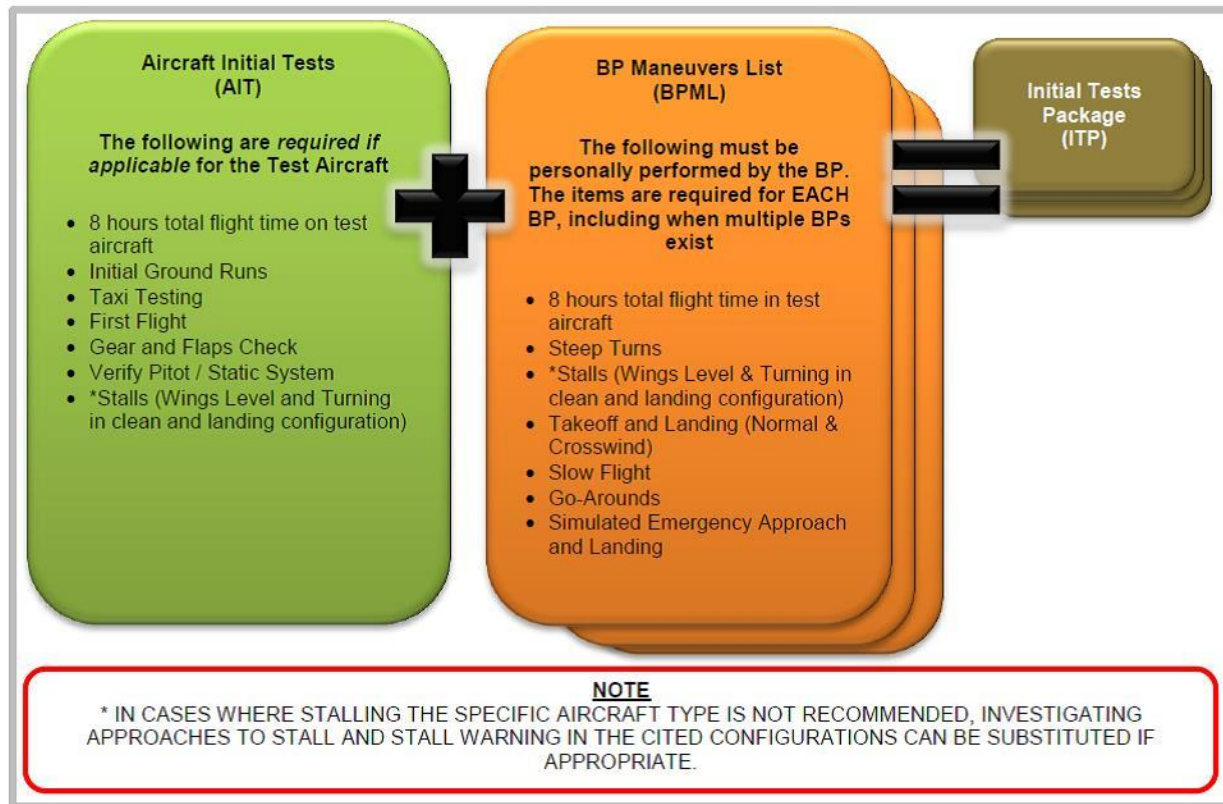 Aircraft Initial Tests
(AIT)
The following are required if
applicable for the Test Aircraft
• 8 hours total flight time on test
aircraft
• Initial Ground Runs
• Taxi Testing
• First Flight
• Gear and Flaps Check
• Verify Pitot / Static System
• *Stalls (Wings Level and Turning
in clean and landing configuration)
BP Maneuvers List
(BPML)
The following must be
personally performed by the BP.
The items are required for EACH
BP, including when multiple BPs
exist
• 8 hours total flight time in test
aircraft
• Steep Turns
• *Stalls (Wings Level & Turning in
clean and landing configuration)
• Takeoff and Landing (Normal &
Crosswind)
• Slow Flight
• Go-Arounds
• Simulated Emergency Approach
and Landing
Initial Tests
Package
(ITP)
NOTE
* IN CASES WHERE STALLING THE SPECIFIC AIRCRAFT TYPE IS NOT RECOMMENDED, INVESTIGATING
APPROACHES TO STALL AND STALL WARNING IN THE CITED CONFIGURATIONS CAN BE SUBSTITUTED IF
APPROPRIATE.